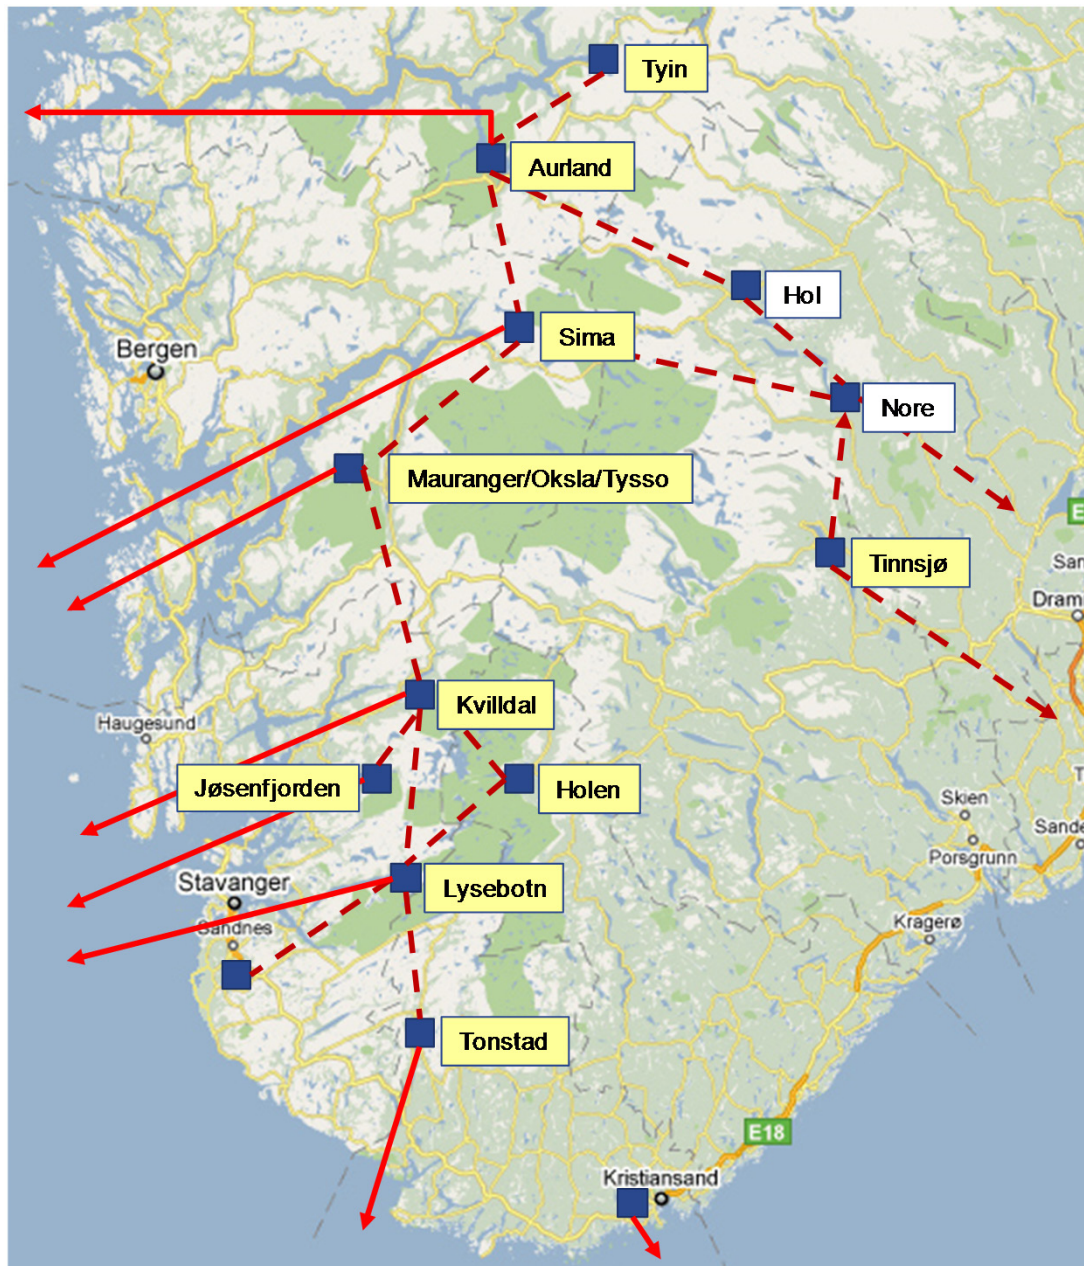 Tyin
Aurland
Hol
Sima
Bergen
Nore
Mauranger/Oksla/Tysso
E
Tinnsjø
San
Dram
Kvilldal
Haugesund
Jøsenfjorden
Holen
T
Skien
Sande
Porsgrunn
Lysebotn
Stavanger
Sandnes
Kragerø
Tonstad
E18
Kristiansand